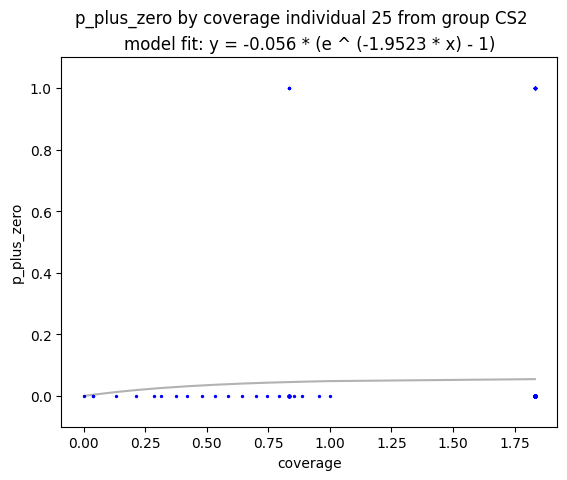 p_plus_zero by coverage individual 25 from group CS2
model fit: y = -0.056 * (e ^ (-1.9523 * x) - 1)
1.0
0.8
0.6
0.4
0.2
0.0
p_plus_zero
0.00 0.25 0.50 0.75 1.00 1.25 1.50 1.75
coverage